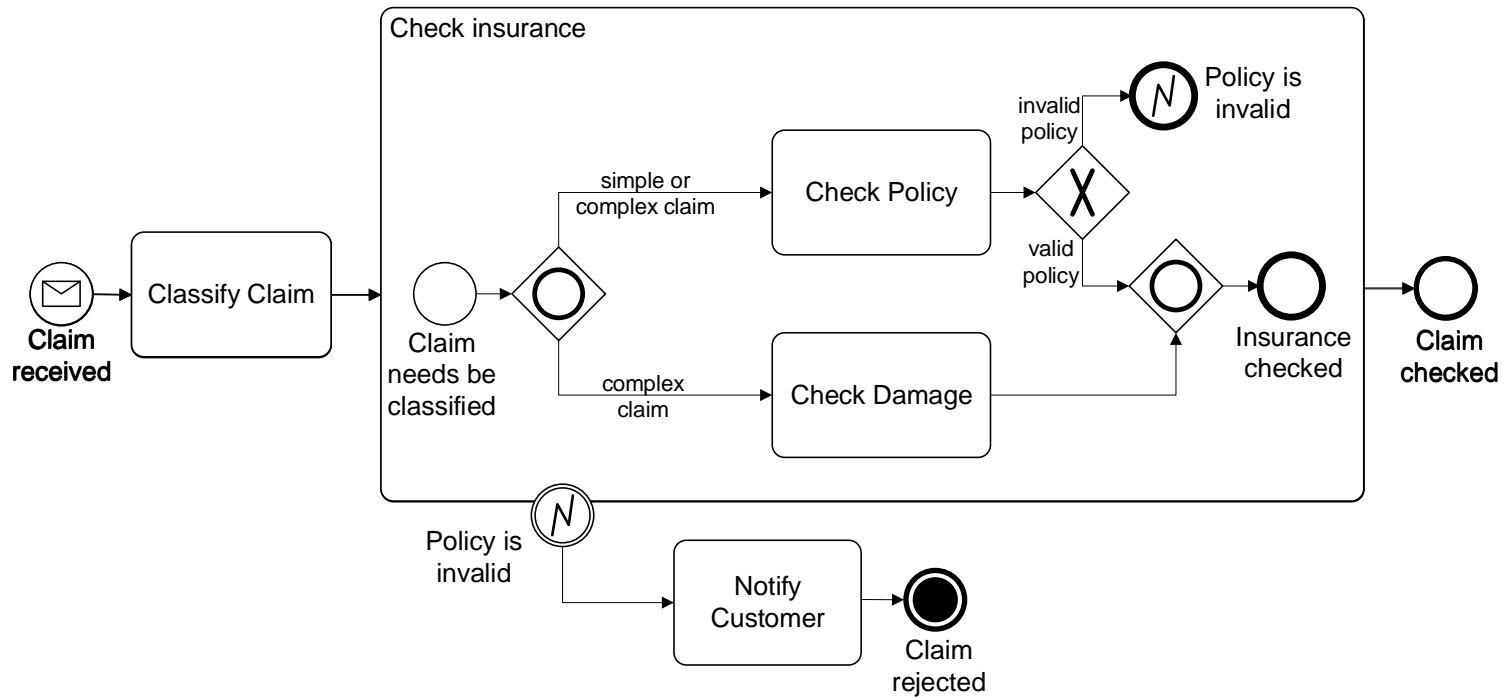 Check insurance
Policy is
invalid
invalid
policy
simple or
complex claim
Check Policy
valid
policy
Classify Claim
Claim
received
Claim
needs be
classified
Insurance
checked
Claim
checked
complex
claim
Check Damage
Policy is
invalid
Notify
Customer
Claim
rejected